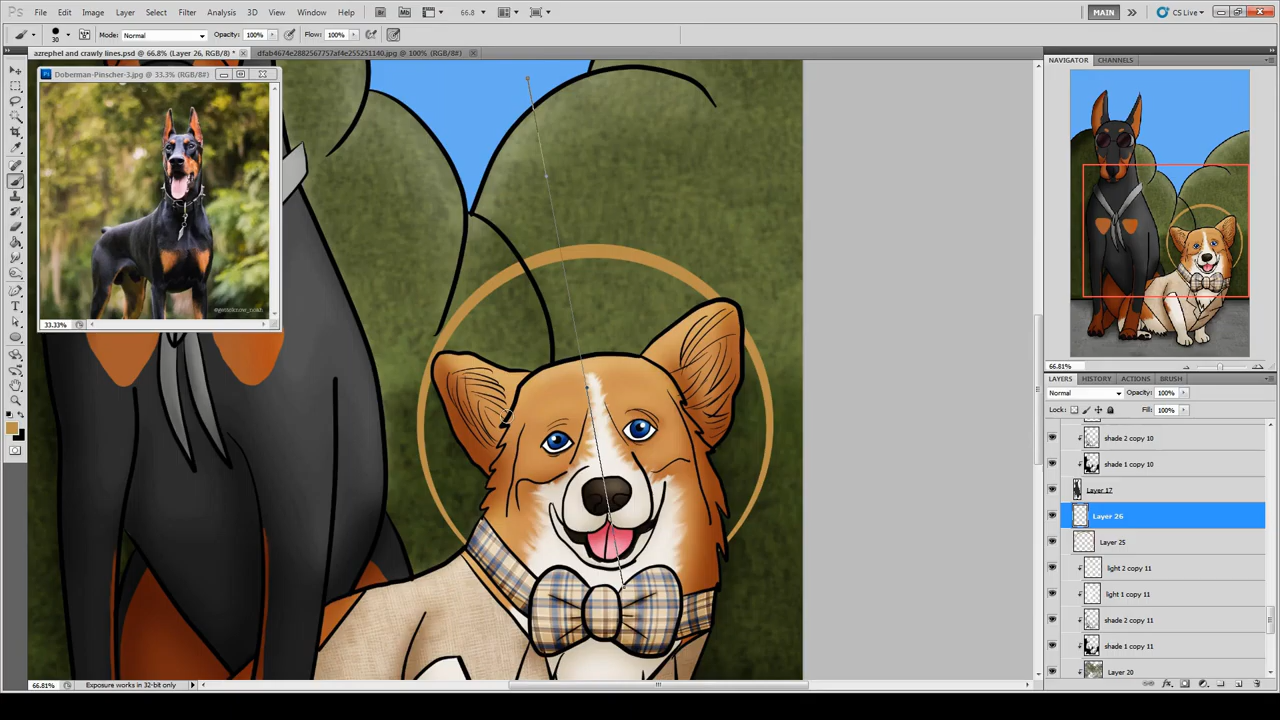 Ps File Edit Image Layer Select Filter Analysis 3D View Window Help Br Mb 66.8 MAIN CS Live
30 Mode: Normal Opacity: 100% Flow: 100%
azrephel and crawly lines.psd @ 66.8% (Layer 26, RGB/8) * dfab4674e2882567757af4e255251140.jpg @ 100% (RGB/8#)
Doberman-Pinscher-3.jpg @ 33.3% (RGB/8#)
33.33%
NAVIGATOR CHANNELS
66.81%
LAYERS HISTORY ACTIONS BRUSH
Normal Opacity: 100%
Lock: Fill: 100%
shade 2 copy 10
shade 1 copy 10
Layer 17
Layer 26
Layer 25
light 2 copy 11
light 1 copy 11
shade 2 copy 11
shade 1 copy 11
Layer 20
66.81% Exposure works in 32-bit only